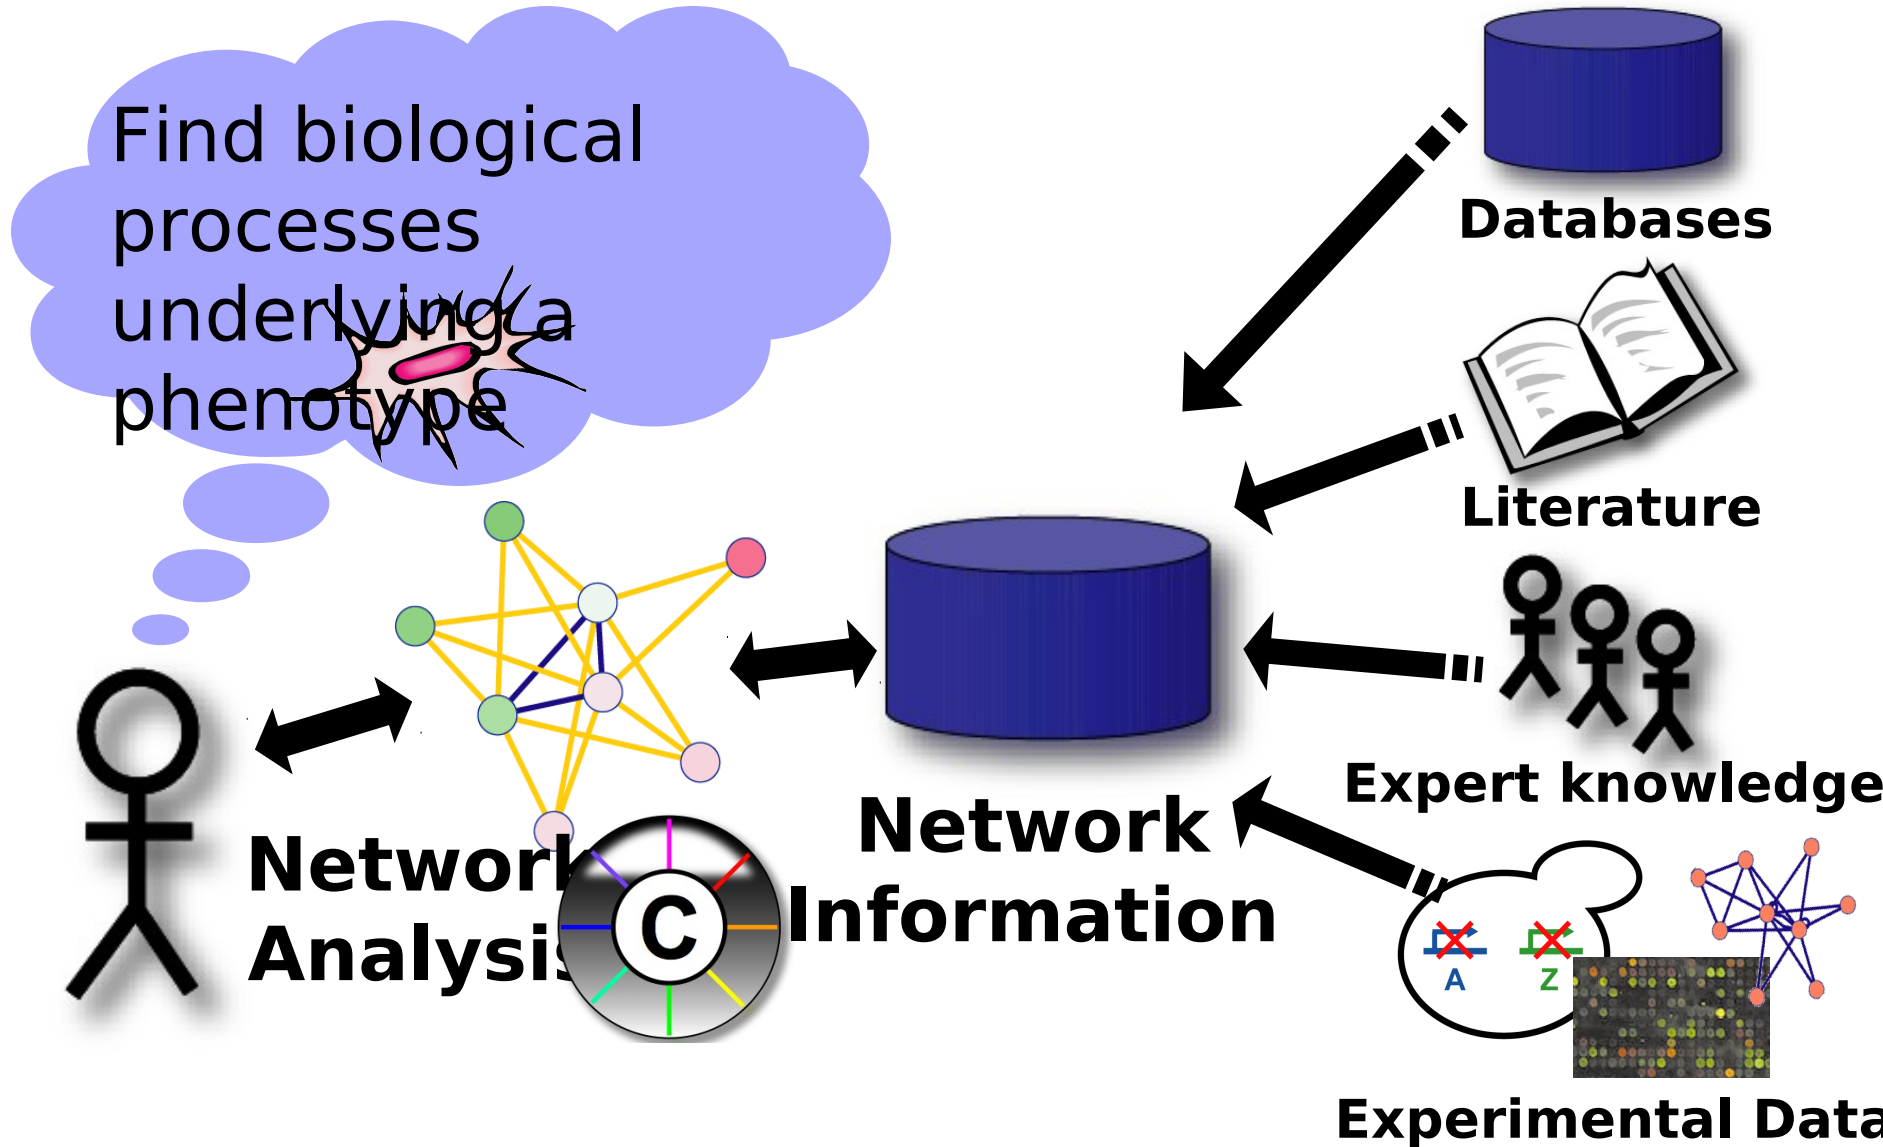 Find biological
processes
underlying a
phenotype
Databases
Literature
Expert knowledge
Network
Analysis
C
Network
Information
A Z
Experimental Data